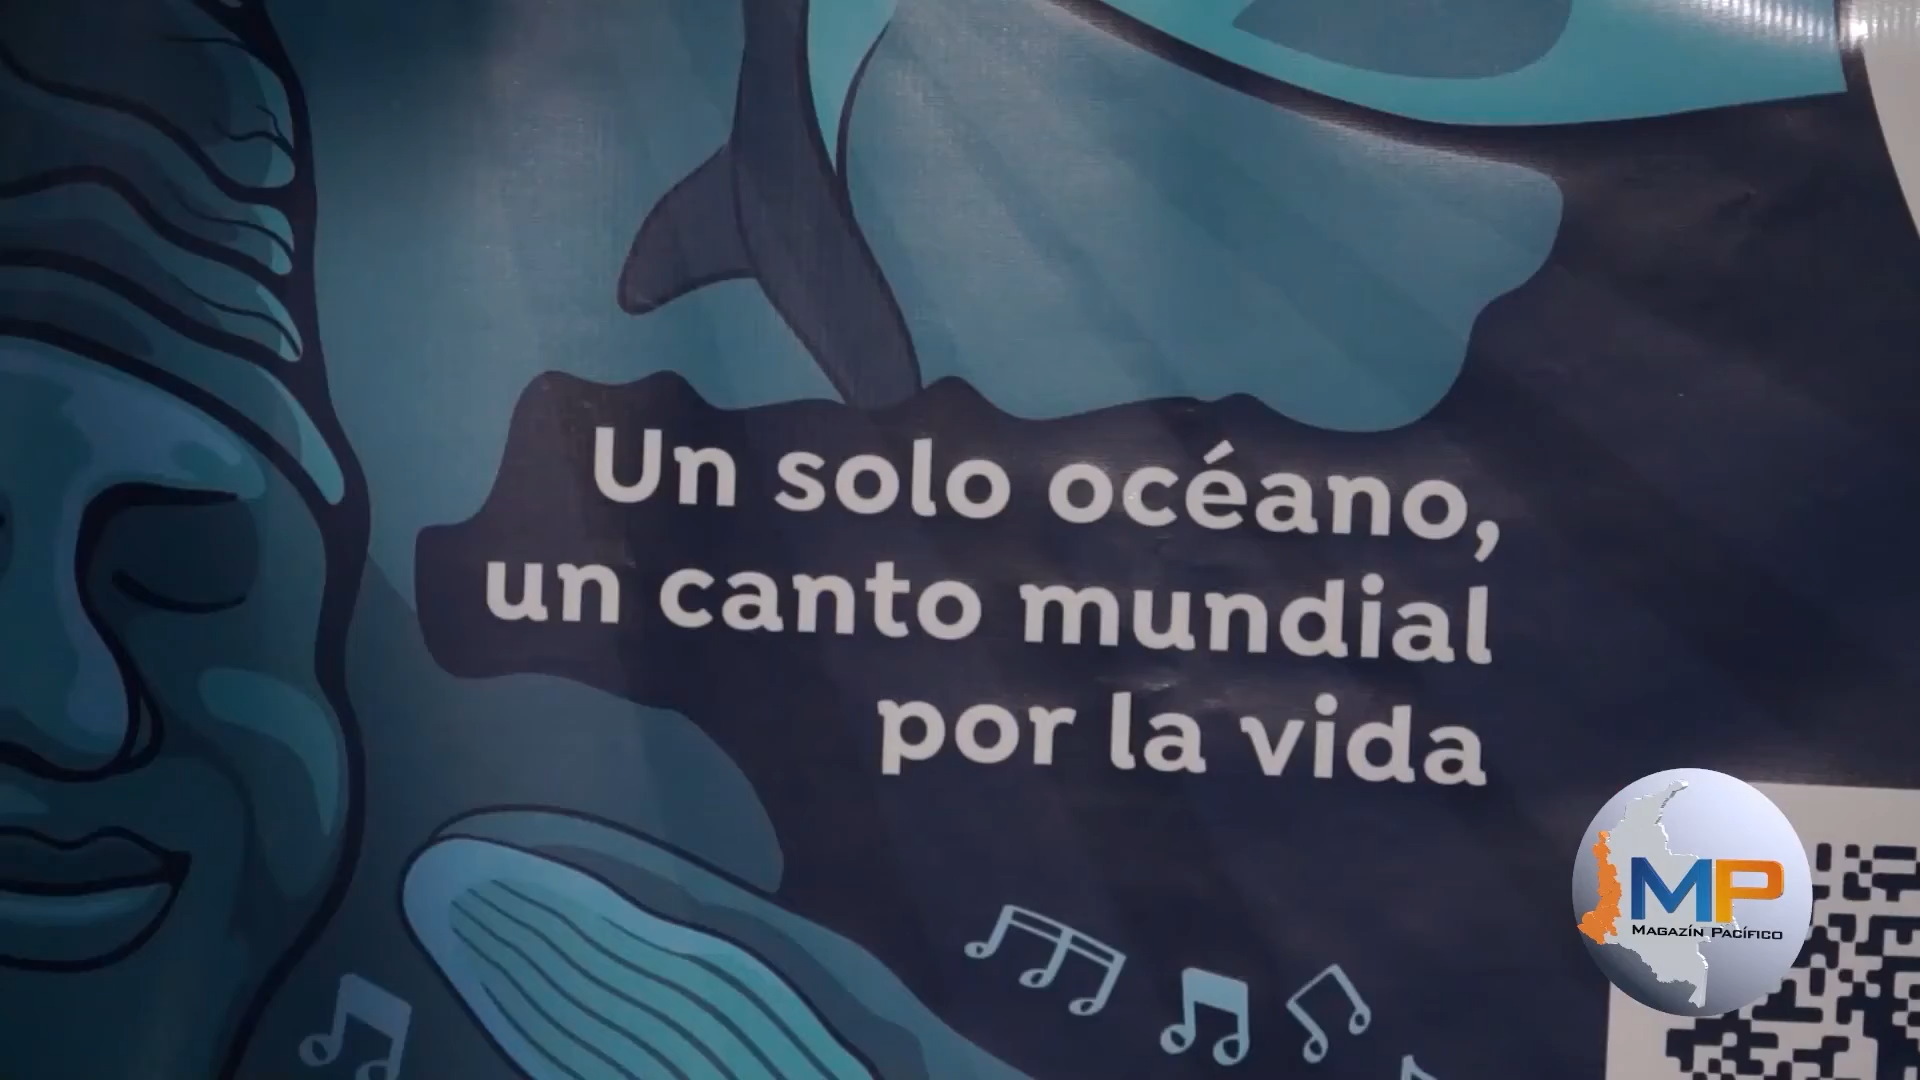 Un solo océano,
un canto mundial
por la vida
MP
MAGAZÍN PACÍFICO